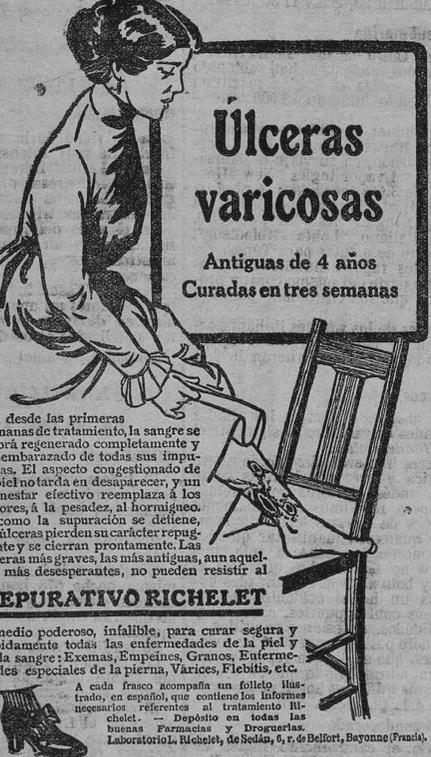 Úlceras
varicosas
Antiguas de 4 años
Curadas en tres semanas
desde las primeras
manas de tratamiento, la sangre se
brá regenerado completamente y
embarazado de todas sus impu-
as. El aspecto congestionado de
piel no tarda en desaparecer, y un
nestar efectivo reemplaza á los
ores, á la pesadez, al hormigueo.
como la supuración se detiene,
úlceras pierden su carácter repug-
nte y se cierran prontamente. Las
eras más graves, las más antiguas, aun aquel-
más desesperantes, no pueden resistir al
EPURATIVO RICHELET
medio poderoso, infalible, para curar segura y
pidamente todas las enfermedades de la piel y
la sangre: Exemas, Empeines, Granos, Enferme-
des especiales de la pierna, Várices, Flebitis, etc.
A cada frasco acompaña un folleto ilus-
trado, en español, que contiene los informes
necesarios referentes al tratamiento Ri-
chelet. — Depósito en todas las
buenas Farmacias y Droguerías.
Laboratorio L. Richelet, de Sedán, 6, r. de Belfort, Bayonne (Francia).